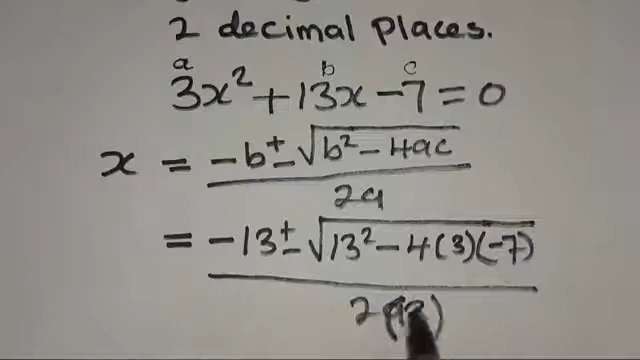 2 decimal places.
a b c
3x² + 13x - 7 = 0
x = -b ± √b² - 4ac
2a
= -13 ± √13² - 4(3)(-7)
2( )